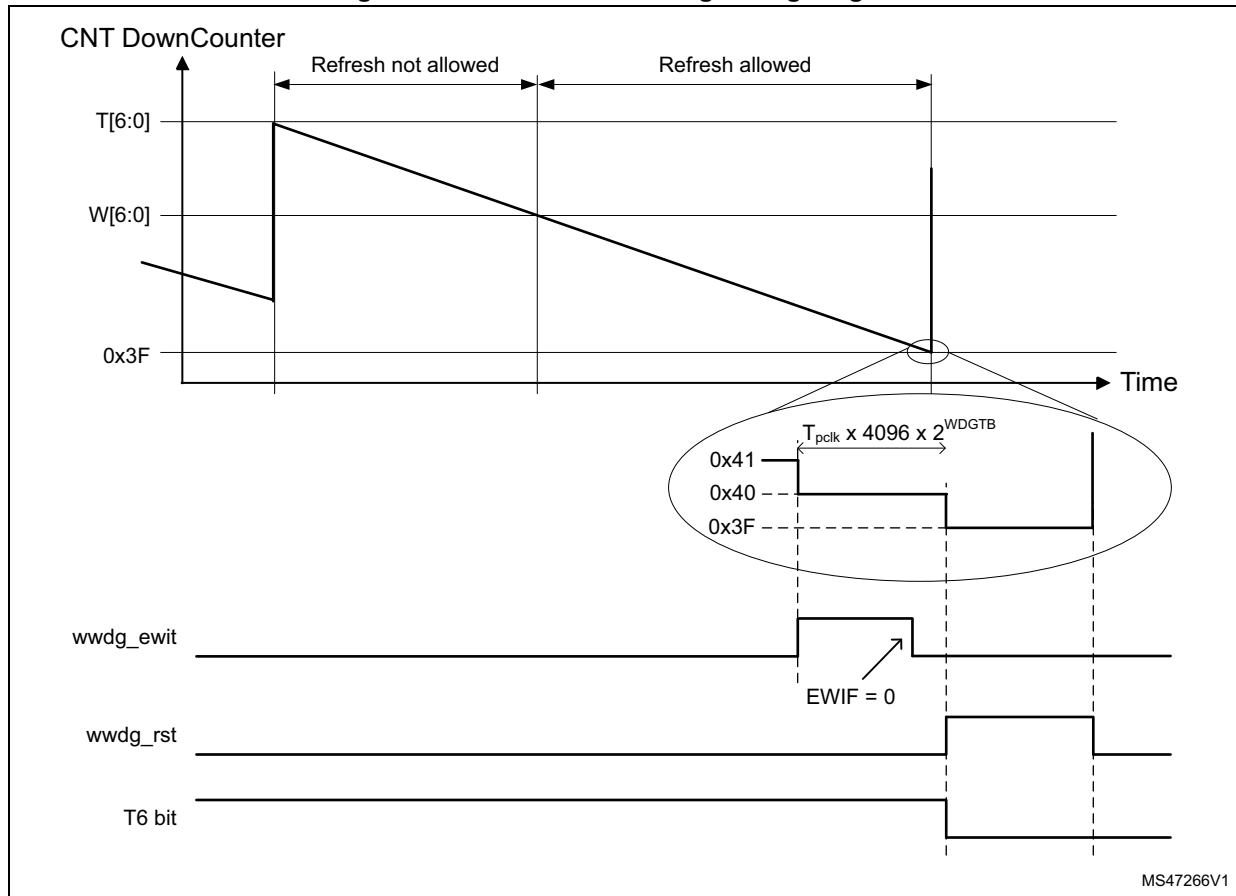 CNT DownCounter
Refresh not allowed
Refresh allowed
T[6:0]
W[6:0]
0x3F
Time
Tpclk x 4096 x 2^WDGTB
0x41
0x40
0x3F
wwdg_ewit
EWIF = 0
wwdg_rst
T6 bit
MS47266V1